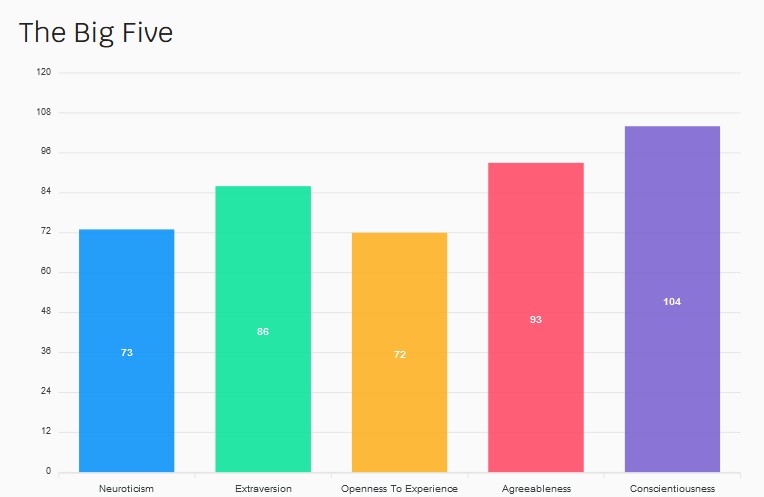 The Big Five
120
108
96
84
72
60
48
36
24
12
0
73
86
72
93
104
Neuroticism
Extraversion
Openness To Experience
Agreeableness
Conscientiousness